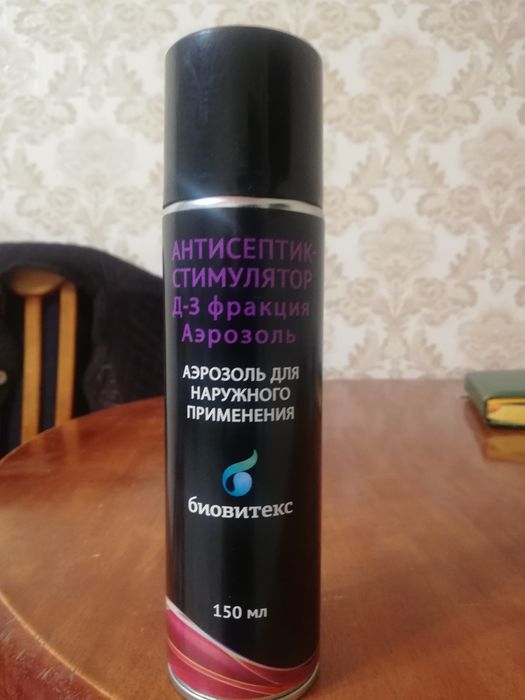 АНТИСЕПТИК-
СТИМУЛЯТОР
Д-3 фракция
Аэрозоль
АЭРОЗОЛЬ ДЛЯ
НАРУЖНОГО
ПРИМЕНЕНИЯ
биовитекс
150 мл